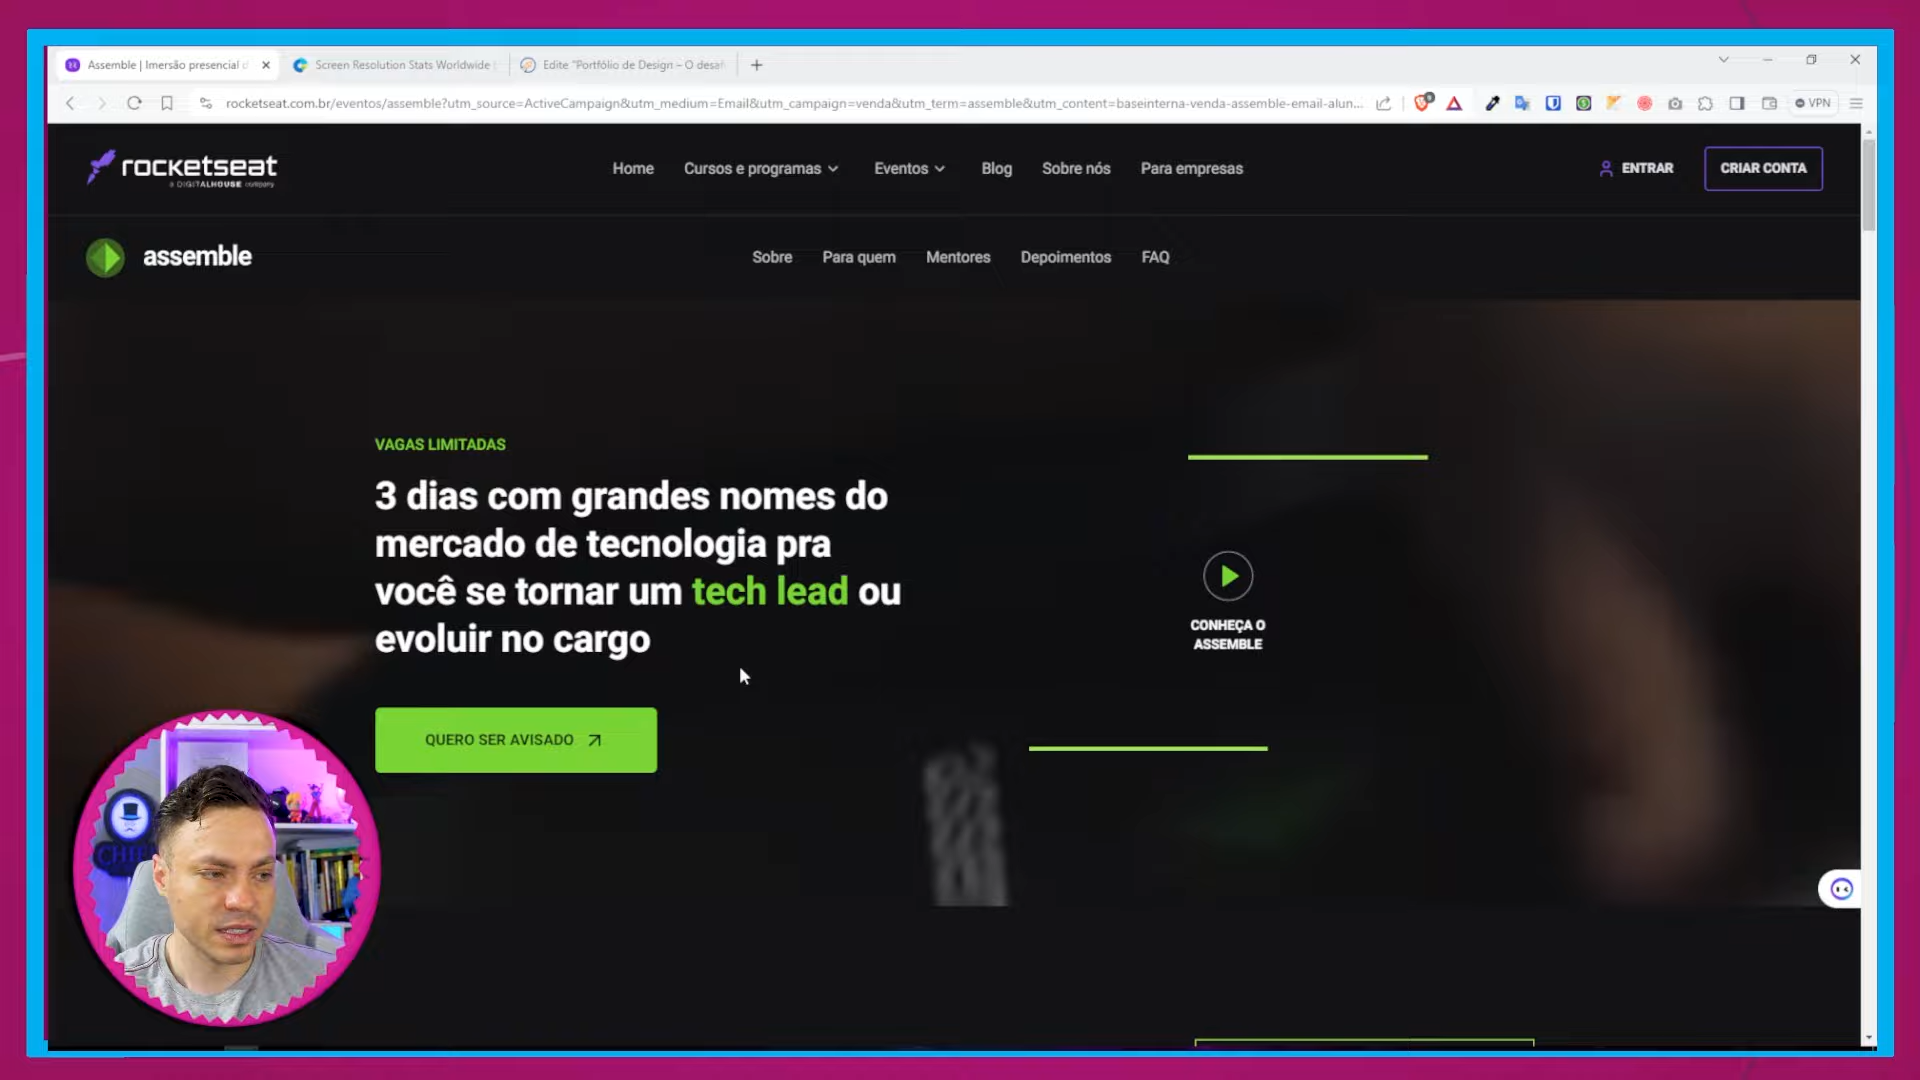 Assemble | Imersão presencial d
Screen Resolution Stats Worldwide
Edite "Portfólio de Design – O desaf
rocketseat.com.br/eventos/assemble?utm_source=ActiveCampaign&utm_medium=Email&utm_campaign=venda&utm_term=assemble&utm_content=baseinterna-venda-assemble-email-alun...
VPN
rocketseat
a DIGITALHOUSE company
Home
Cursos e programas
Eventos
Blog
Sobre nós
Para empresas
ENTRAR
CRIAR CONTA
assemble
Sobre
Para quem
Mentores
Depoimentos
FAQ
VAGAS LIMITADAS
3 dias com grandes nomes do
mercado de tecnologia pra
você se tornar um tech lead ou
evoluir no cargo
CONHEÇA O
ASSEMBLE
QUERO SER AVISADO